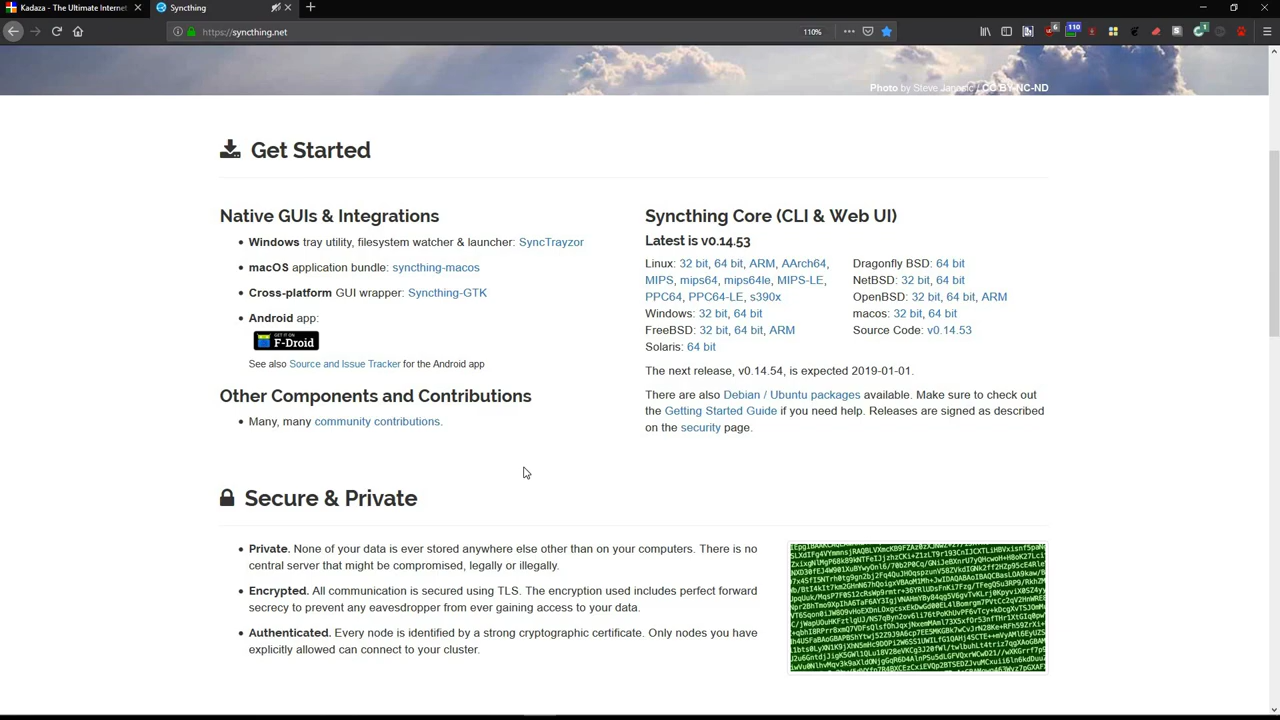 Kadaza - The Ultimate Internet
Syncthing
https://syncthing.net
110%
6
110
1
Photo by Steve / CC BY-NC-ND
Get Started
Native GUIs & Integrations
Windows tray utility, filesystem watcher & launcher: SyncTrayzor
macOS application bundle: syncthing-macos
Cross-platform GUI wrapper: Syncthing-GTK
Android app:
GET IT ON
F-Droid
See also Source and Issue Tracker for the Android app
Other Components and Contributions
Many, many community contributions.
Syncthing Core (CLI & Web UI)
Latest is v0.14.53
Linux: 32 bit, 64 bit, ARM, AArch64,
MIPS, mips64, mips64le, MIPS-LE,
PPC64, PPC64-LE, s390x
Windows: 32 bit, 64 bit
FreeBSD: 32 bit, 64 bit, ARM
Solaris: 64 bit
Dragonfly BSD: 64 bit
NetBSD: 32 bit, 64 bit
OpenBSD: 32 bit, 64 bit, ARM
macos: 32 bit, 64 bit
Source Code: v0.14.53
The next release, v0.14.54, is expected 2019-01-01.
There are also Debian / Ubuntu packages available. Make sure to check out
the Getting Started Guide if you need help. Releases are signed as described
on the security page.
Secure & Private
Private. None of your data is ever stored anywhere else other than on your computers. There is no
central server that might be compromised, legally or illegally.
Encrypted. All communication is secured using TLS. The encryption used includes perfect forward
secrecy to prevent any eavesdropper from ever gaining access to your data.
Authenticated. Every node is identified by a strong cryptographic certificate. Only nodes you have
explicitly allowed can connect to your cluster.